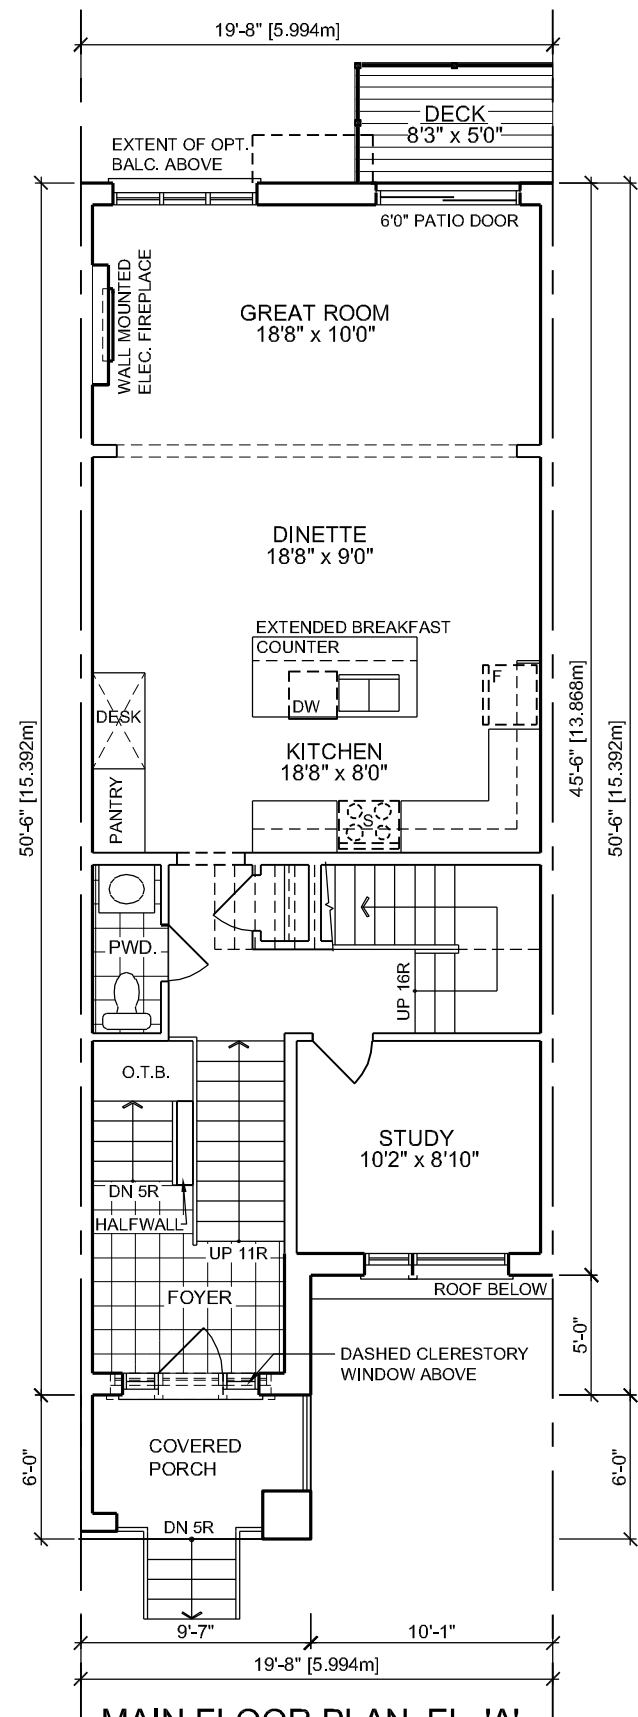 19'-8" [5.994m]
DECK
8'3" x 5'0"
EXTENT OF OPT.
BALC. ABOVE
6'0" PATIO DOOR
WALL MOUNTED
ELEC. FIREPLACE
GREAT ROOM
18'8" x 10'0"
DINETTE
18'8" x 9'0"
EXTENDED BREAKFAST
COUNTER
F
DW
DESK
KITCHEN
18'8" x 8'0"
PANTRY
S
50'-6" [15.392m]
45'-6" [13.868m]
50'-6" [15.392m]
PWD.
UP 16R
O.T.B.
STUDY
10'2" x 8'10"
DN 5R
HALFWALL
UP 11R
FOYER
ROOF BELOW
5'-0"
DASHED CLERESTORY
WINDOW ABOVE
COVERED
PORCH
6'-0"
6'-0"
DN 5R
9'-7"
10'-1"
19'-8" [5.994m]
MAIN FLOOR PLAN, EL. 'A'